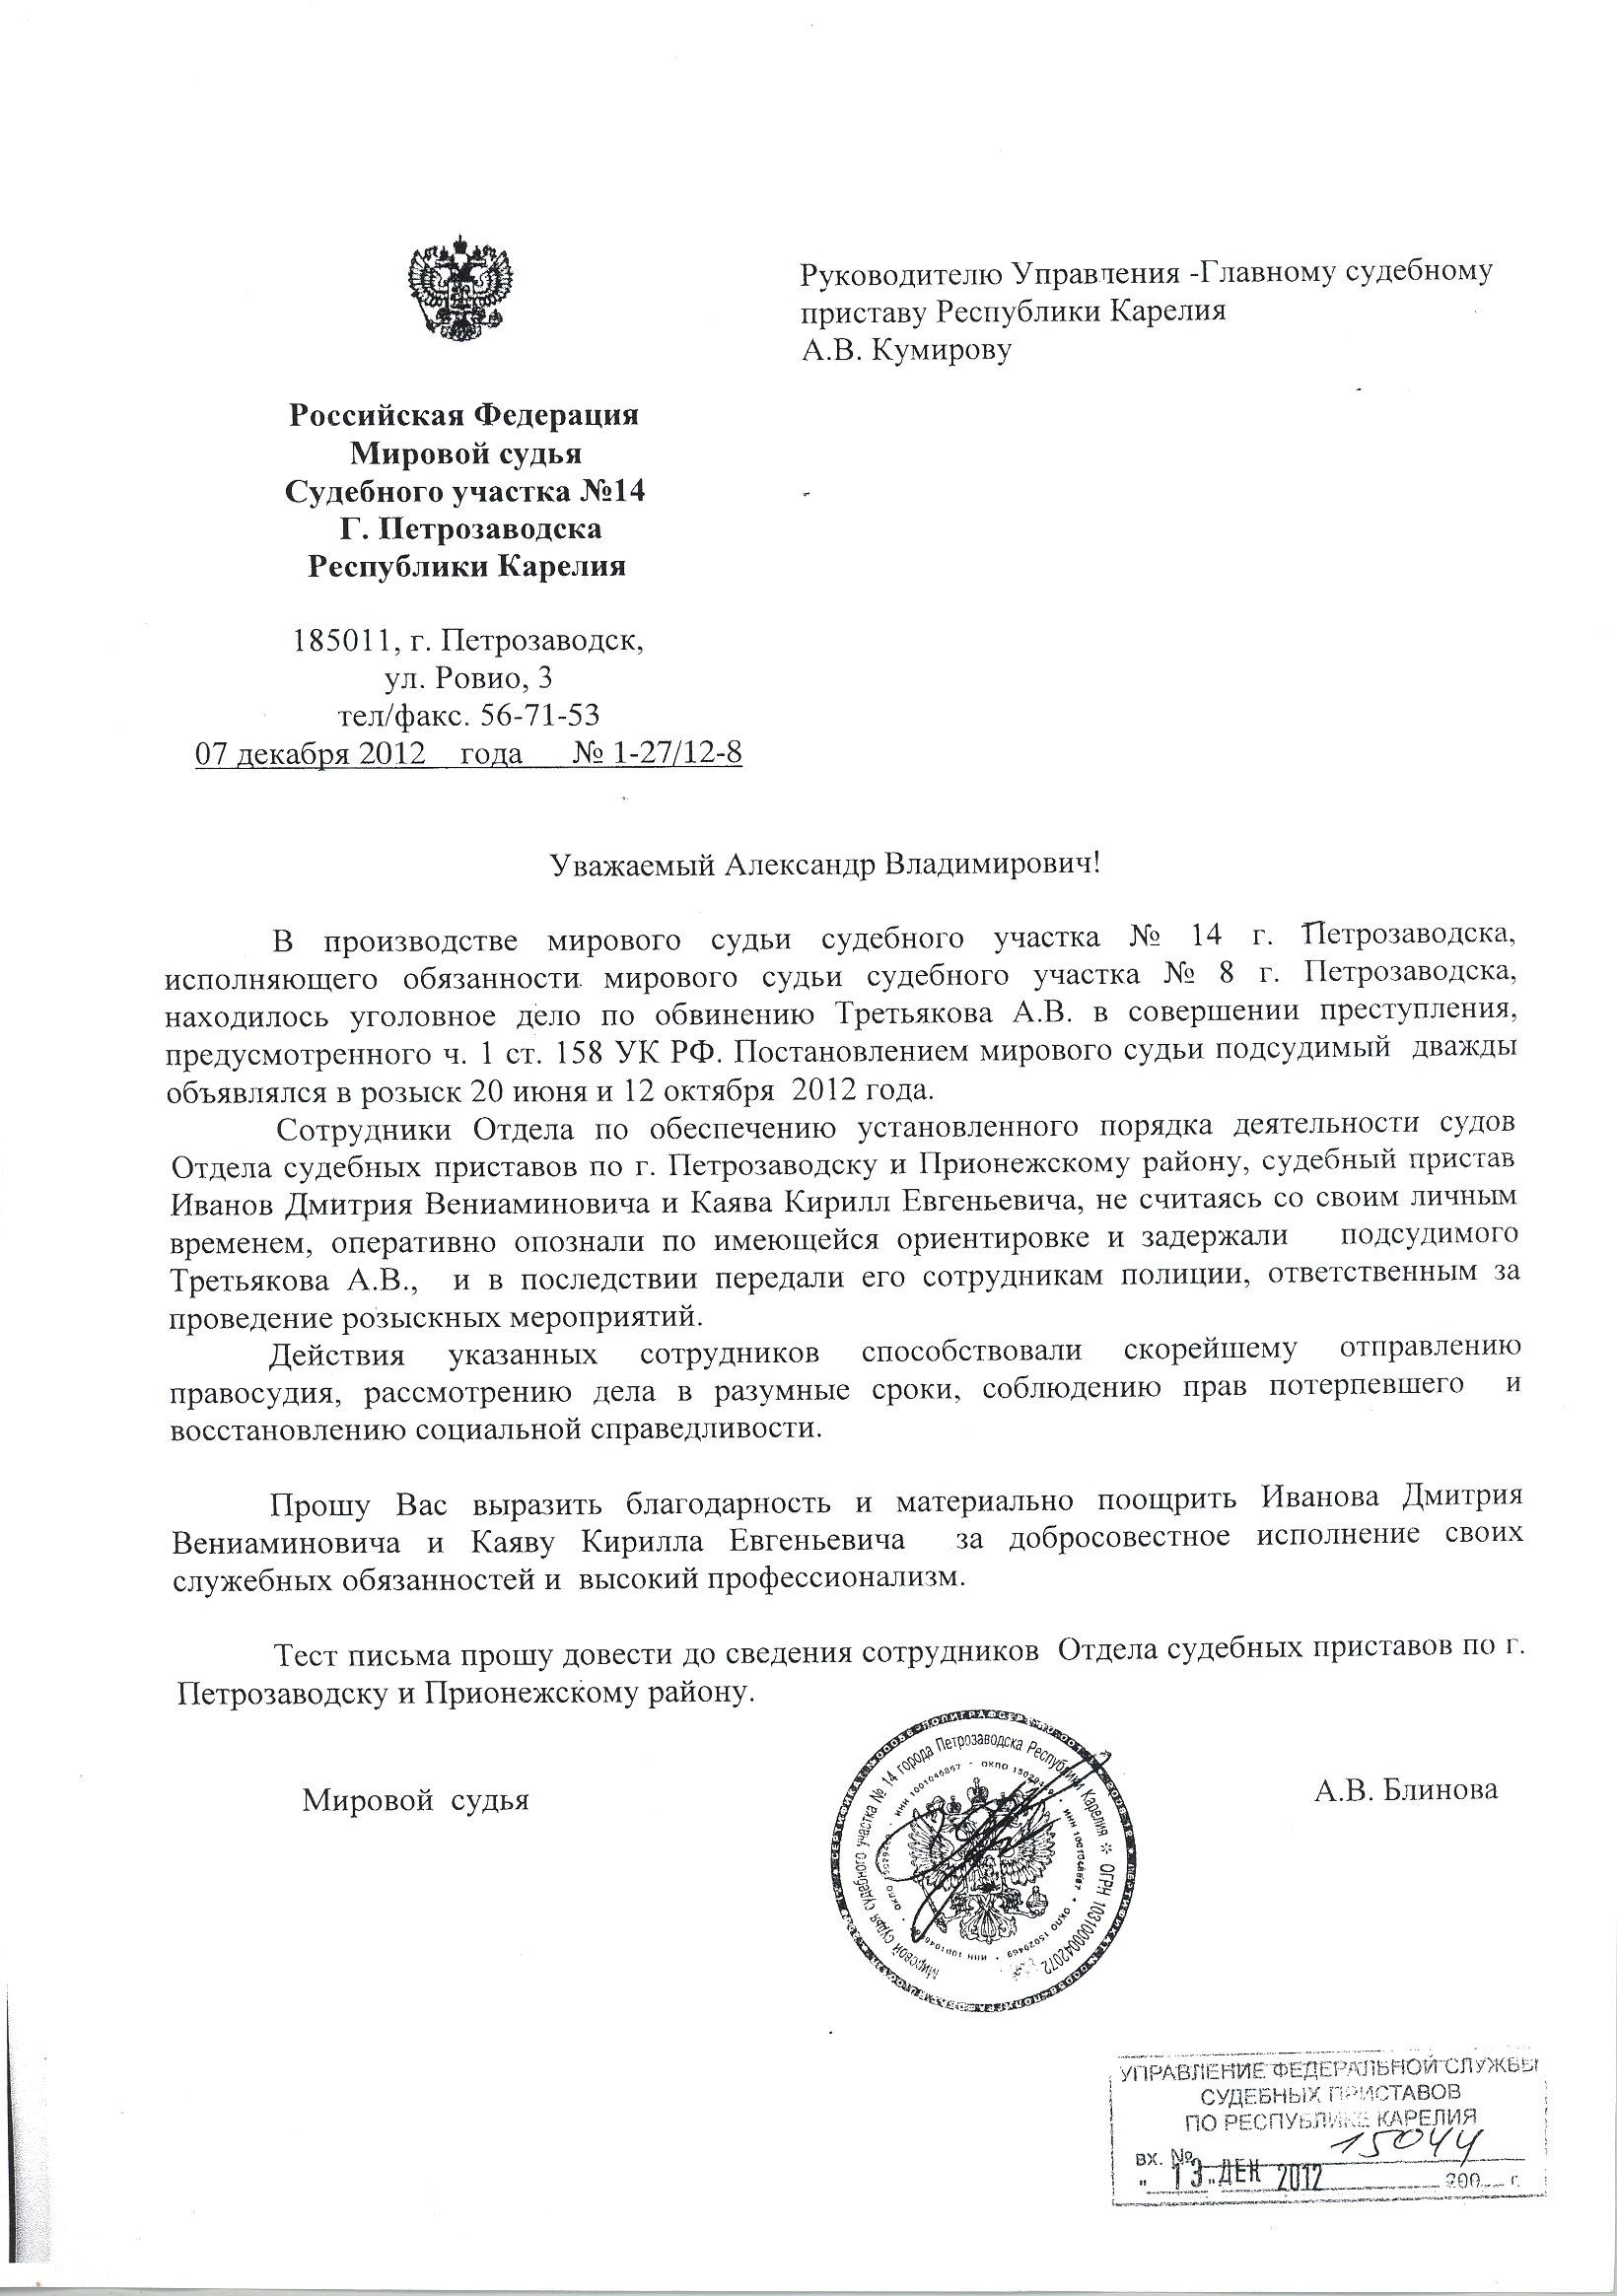 Руководителю Управления -Главному судебному
приставу Республики Карелия
А.В. Кумирову
Российская Федерация
Мировой судья
Судебного участка №14
Г. Петрозаводска
Республики Карелия
185011, г. Петрозаводск,
ул. Ровио, 3
тел/факс. 56-71-53
07 декабря 2012 года № 1-27/12-8
Уважаемый Александр Владимирович!
В производстве мирового судьи судебного участка № 14 г. Петрозаводска,
исполняющего обязанности мирового судьи судебного участка № 8 г. Петрозаводска,
находилось уголовное дело по обвинению Третьякова А.В. в совершении преступления,
предусмотренного ч. 1 ст. 158 УК РФ. Постановлением мирового судьи подсудимый дважды
объявлялся в розыск 20 июня и 12 октября 2012 года.
Сотрудники Отдела по обеспечению установленного порядка деятельности судов
Отдела судебных приставов по г. Петрозаводску и Прионежскому району, судебный пристав
Иванов Дмитрия Вениаминовича и Каява Кирилл Евгеньевича, не считаясь со своим личным
временем, оперативно опознали по имеющейся ориентировке и задержали подсудимого
Третьякова А.В., и в последствии передали его сотрудникам полиции, ответственным за
проведение розыскных мероприятий.
Действия указанных сотрудников способствовали скорейшему отправлению
правосудия, рассмотрению дела в разумные сроки, соблюдению прав потерпевшего и
восстановлению социальной справедливости.
Прошу Вас выразить благодарность и материально поощрить Иванова Дмитрия
Вениаминовича и Каяву Кирилла Евгеньевича за добросовестное исполнение своих
служебных обязанностей и высокий профессионализм.
Тест письма прошу довести до сведения сотрудников Отдела судебных приставов по г.
Петрозаводску и Прионежскому району.
Мировой судья
А.В. Блинова
Мировой судья судебного участка № 14 города Петрозаводска Республики Карелия * ОГРН 1031000042072
УПРАВЛЕНИЕ ФЕДЕРАЛЬНОЙ СЛУЖБЫ
СУДЕБНЫХ ПРИСТАВОВ
ПО РЕСПУБЛИКЕ КАРЕЛИЯ
вх. № 15044
" 13 " ДЕК 2012 200 г.